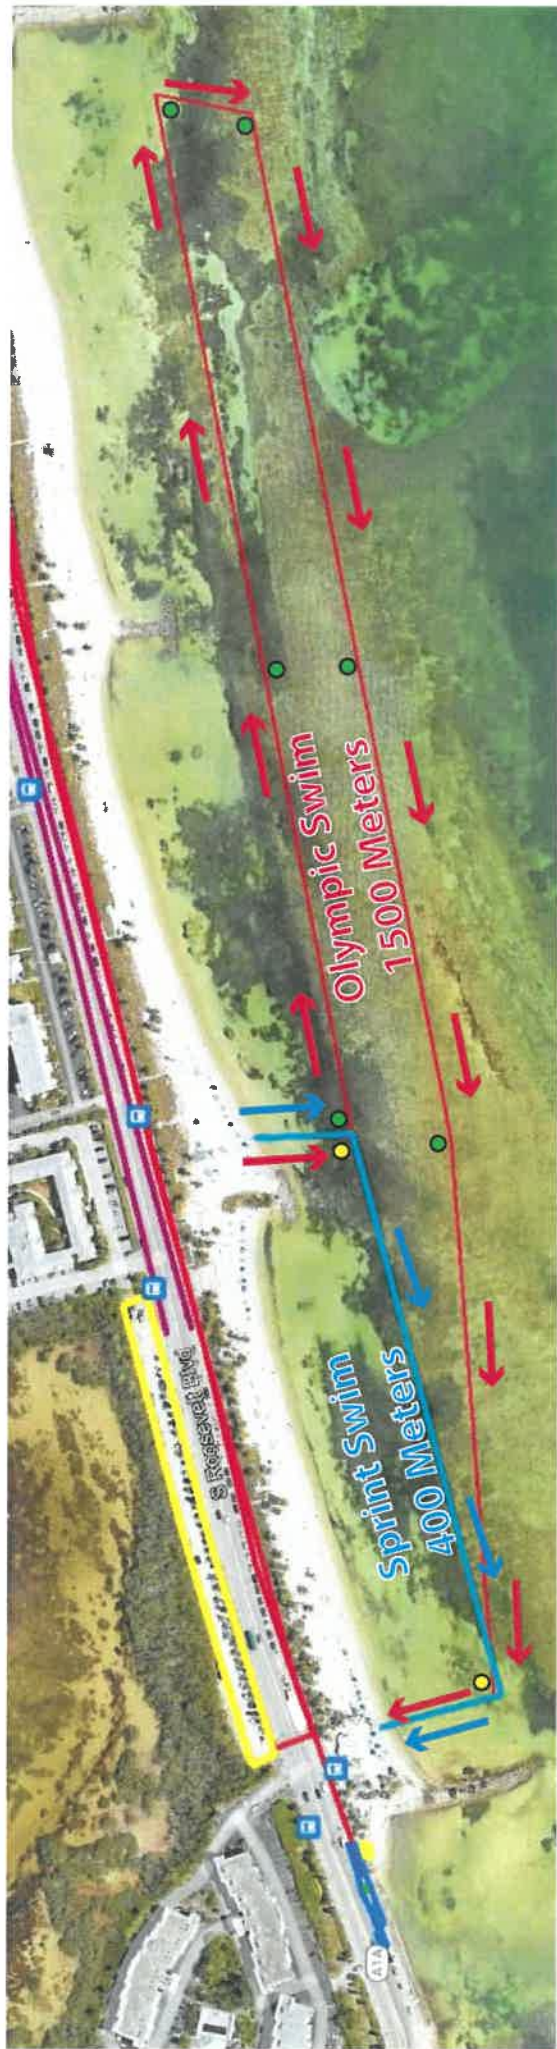 Olympic Swim
1500 Meters
Sprint Swim
400 Meters
S Roosevelt Blvd
A1A